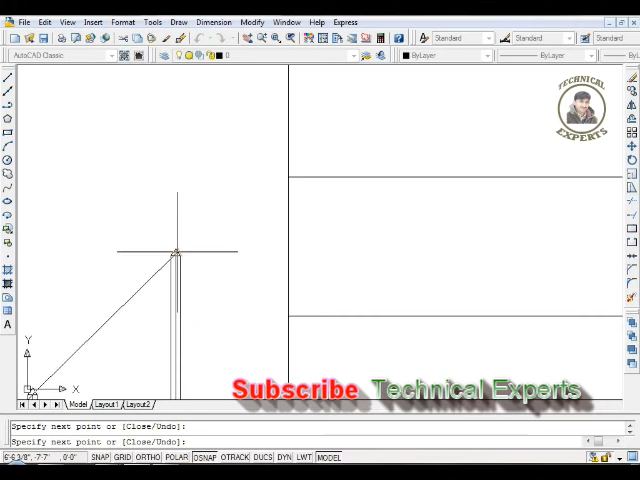 File Edit View Insert Format Tools Draw Dimension Modify Window Help Express
Standard Standard Standard
AutoCAD Classic 0 ByLayer ByLayer ByLayer
TECHNICAL
EXPERTS
Y
X
Subscribe Technical Experts
Model Layout1 Layout2
Specify next point or [Close/Undo]:
Specify next point or [Close/Undo]:
SNAP GRID ORTHO POLAR OSNAP OTRACK DUCS DYN LWT MODEL